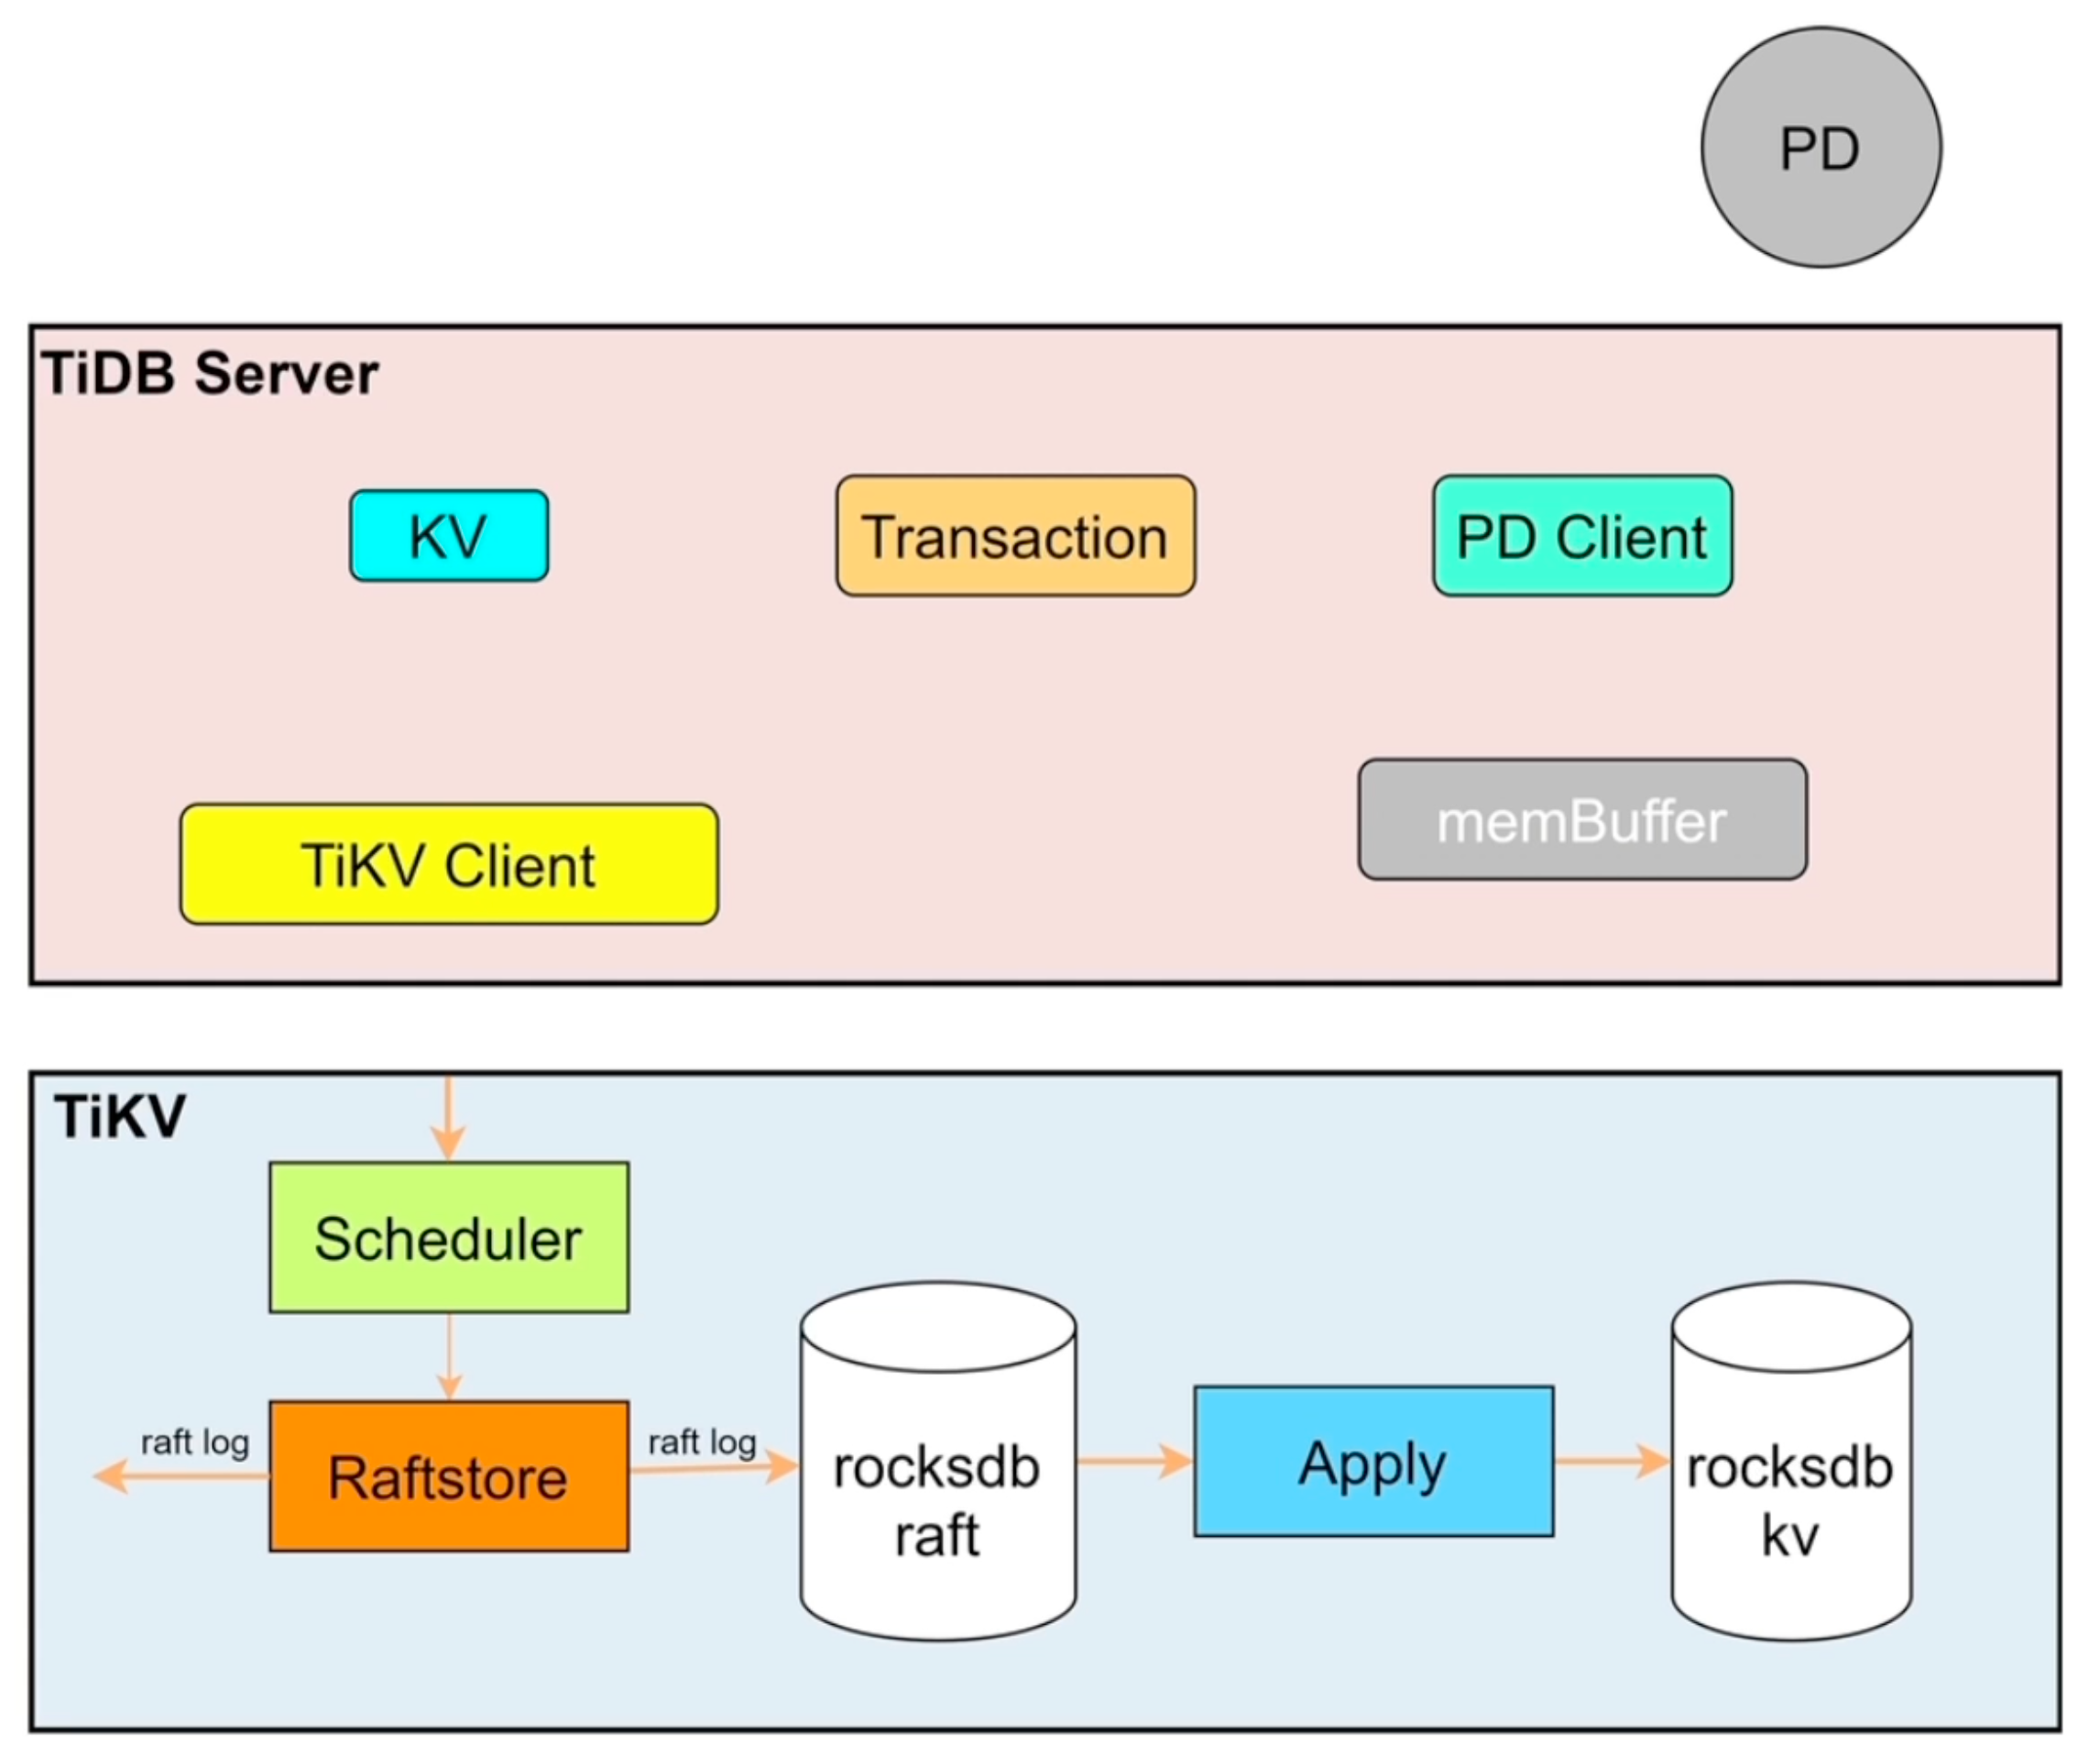 PD
TiDB Server
KV
Transaction
PD Client
TiKV Client
memBuffer
TiKV
Scheduler
raft log
Raftstore
raft log
rocksdb
raft
Apply
rocksdb
kv